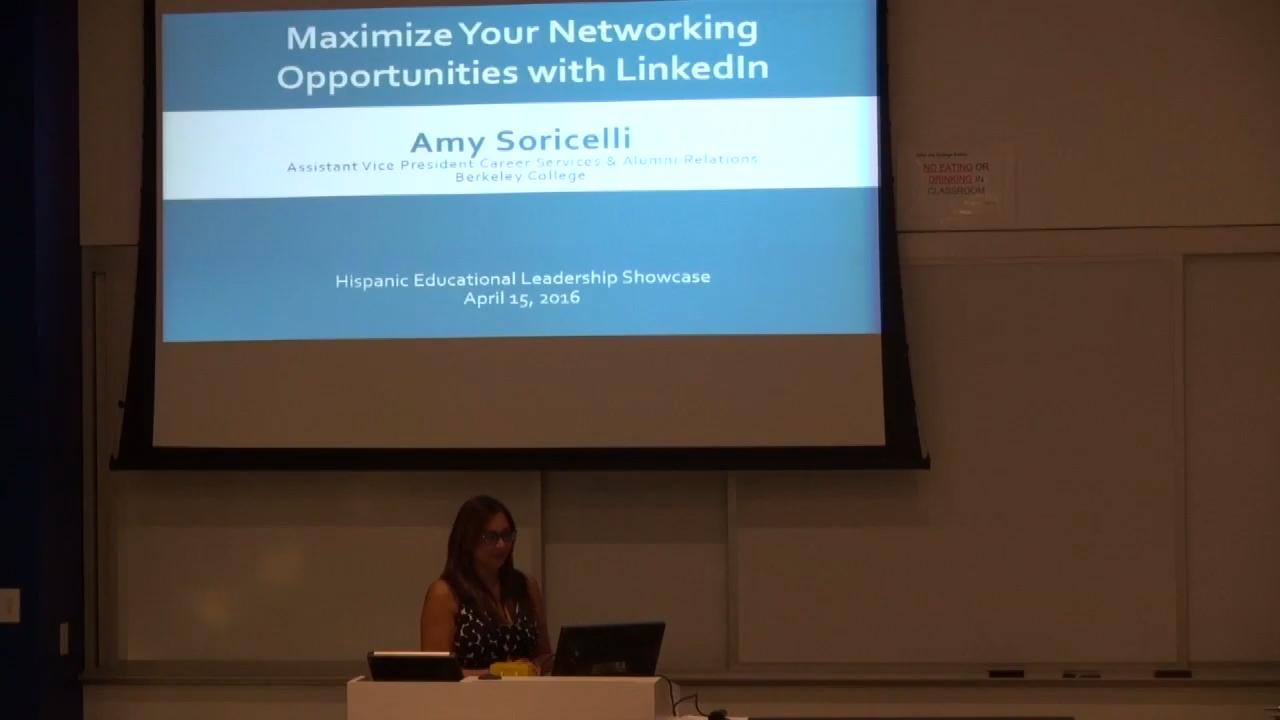 Maximize Your Networking
Opportunities with LinkedIn
Amy Soricelli
Assistant Vice President Career Services & Alumni Relations
Berkeley College
Hispanic Educational Leadership Showcase
April 15, 2016
NO EATING OR
DRINKING IN
CLASSROOM